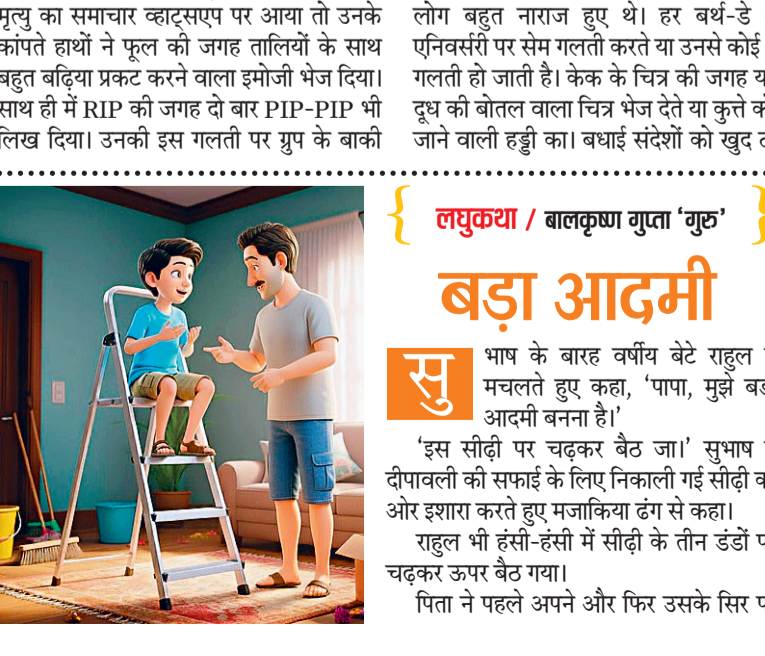 मृत्यु का समाचार व्हाट्सएप पर आया तो उनके
कांपते हाथों ने फूल की जगह तालियों के साथ
बहुत बढ़िया प्रकट करने वाला इमोजी भेज दिया।
साथ ही में RIP की जगह दो बार PIP-PIP भी
लिख दिया। उनकी इस गलती पर ग्रुप के बाकी
लोग बहुत नाराज हुए थे। हर बर्थ-डे
एनिवर्सरी पर सेम गलती करते या उनसे कोई
गलती हो जाती है। केक के चित्र की जगह
दूध की बोतल वाला चित्र भेज देते या कुत्ते
जाने वाली हड्डी का। बधाई संदेशों को खुद
{ लघुकथा / बालकृष्ण गुप्ता ‘गुरु’ }
बड़ा आदमी
सुभाष के बारह वर्षीय बेटे राहुल
मचलते हुए कहा, ‘पापा, मुझे
आदमी बनना है।’
‘इस सीढ़ी पर चढ़कर बैठ जा।’ सुभाष
दीपावली की सफाई के लिए निकाली गई सीढ़ी
ओर इशारा करते हुए मजाकिया ढंग से कहा।
राहुल भी हंसी-हंसी में सीढ़ी के तीन डंडों
चढ़कर ऊपर बैठ गया।
पिता ने पहले अपने और फिर उसके सिर